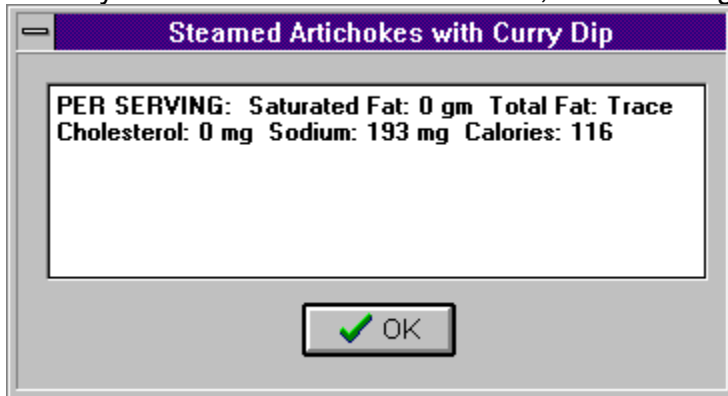 Steamed Artichokes with Curry Dip
PER SERVING:  Saturated Fat: 0 gm  Total Fat: Trace
Cholesterol: 0 mg  Sodium: 193 mg  Calories: 116
OK